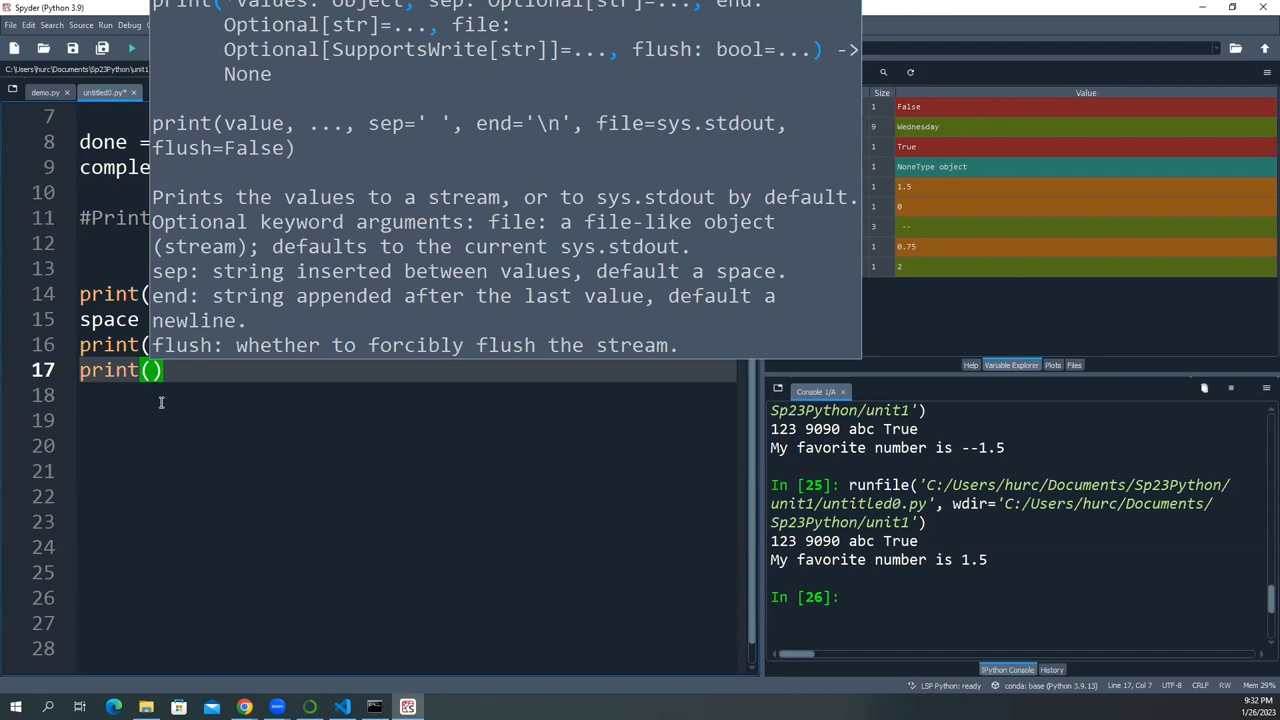 Spyder (Python 3.9)
File Edit Search Source Run Debug
C:\Users\hurc\Documents\Sp23Python\unit1
demo.py
untitled0.py*
7
8 done =
9 comple
10
11 #Print
12
13
14 print(
15 space
16 print(
17 print()
18
19
20
21
22
23
24
25
26
27
28
print(*values: Object, sep: Optional[str]=..., end:
Optional[str]=..., file:
Optional[SupportsWrite[str]]=..., flush: bool=...) ->
None
print(value, ..., sep=' ', end='\n', file=sys.stdout,
flush=False)
Prints the values to a stream, or to sys.stdout by default.
Optional keyword arguments: file: a file-like object
(stream); defaults to the current sys.stdout.
sep: string inserted between values, default a space.
end: string appended after the last value, default a
newline.
flush: whether to forcibly flush the stream.
Size Value
1 False
9 Wednesday
1 True
1 NoneType object
1 1.5
1 0
3 --
1 0.75
1 2
Help Variable Explorer Plots Files
Console 1/A
Sp23Python/unit1')
123 9090 abc True
My favorite number is --1.5
In [25]: runfile('C:/Users/hurc/Documents/Sp23Python/
unit1/untitled0.py', wdir='C:/Users/hurc/Documents/
Sp23Python/unit1')
123 9090 abc True
My favorite number is 1.5
In [26]:
IPython Console History
LSP Python: ready conda: base (Python 3.9.13) Line 17, Col 7 UTF-8 CRLF RW Mem 29%
9:32 PM
1/26/2023